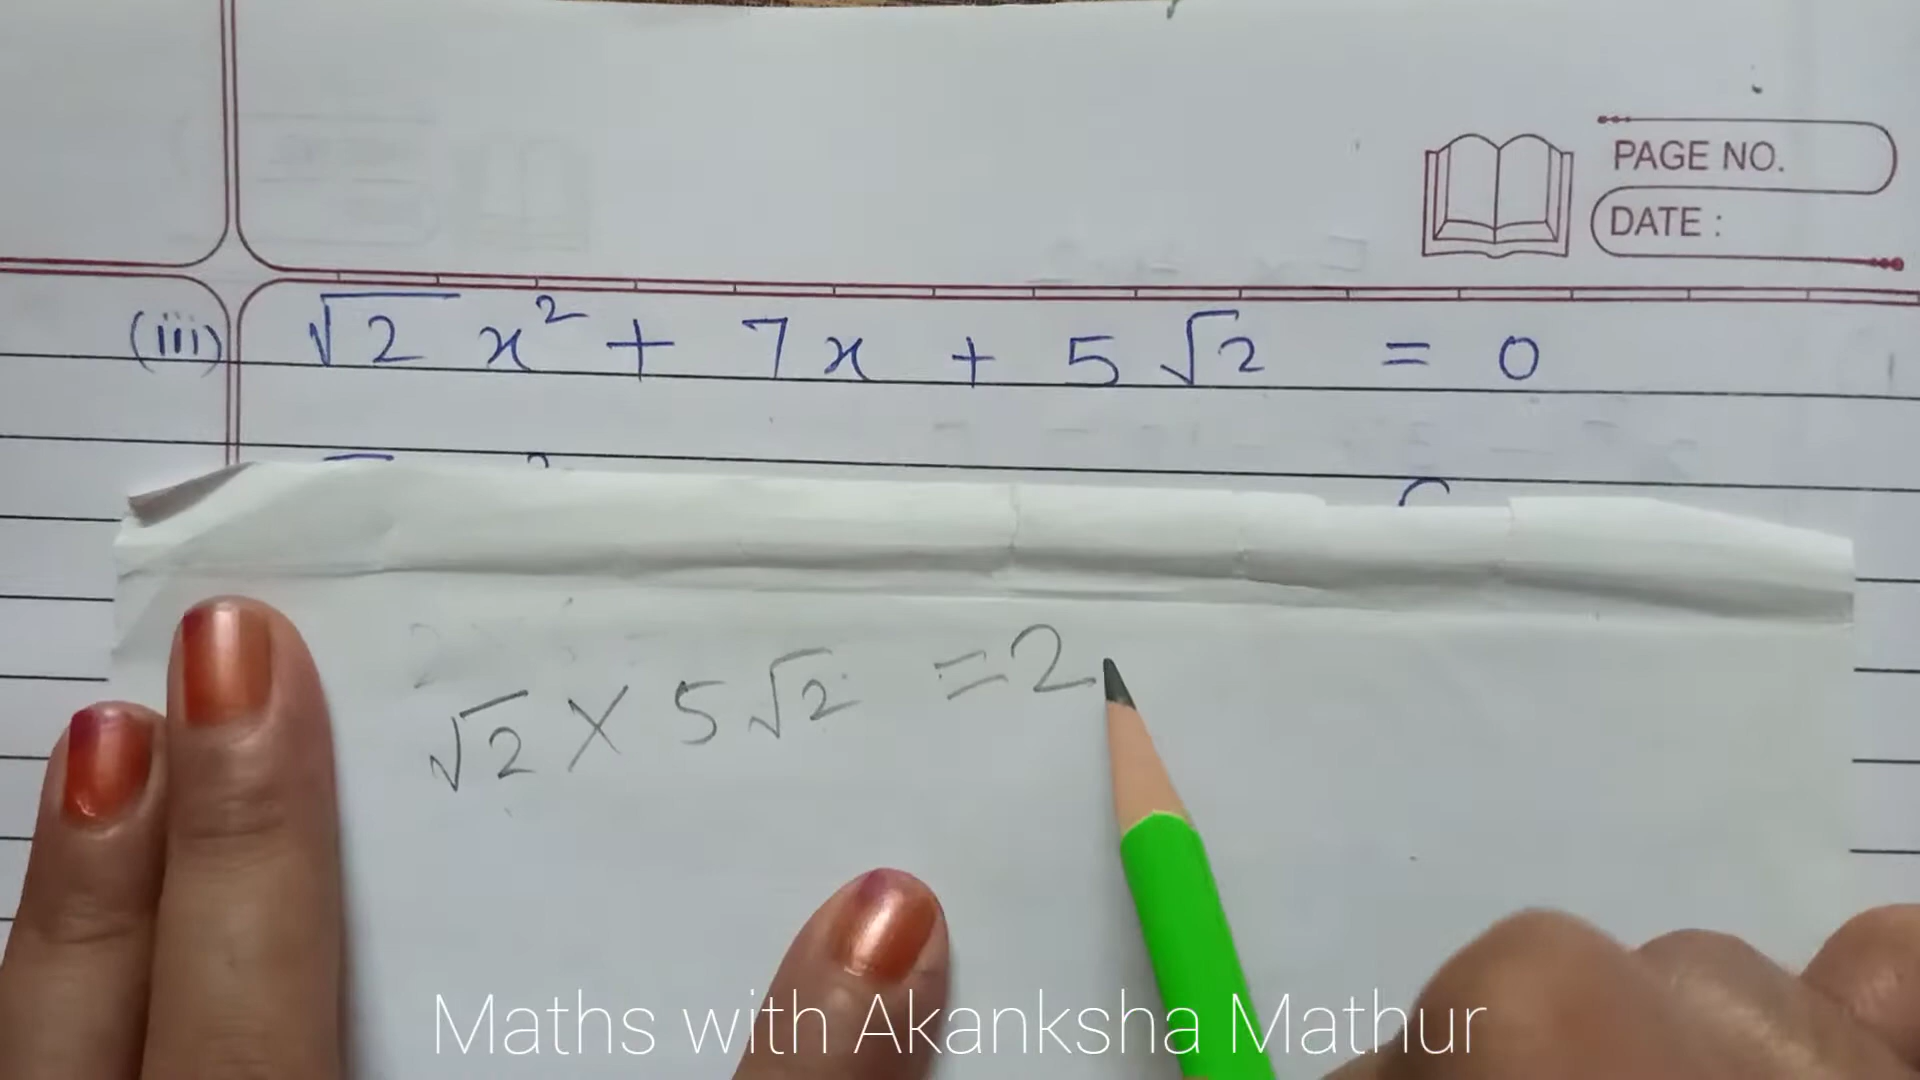 PAGE NO.
DATE :
(iii) √2 x² + 7x + 5√2 = 0
√2 × 5√2 = 2
Maths with Akanksha Mathur